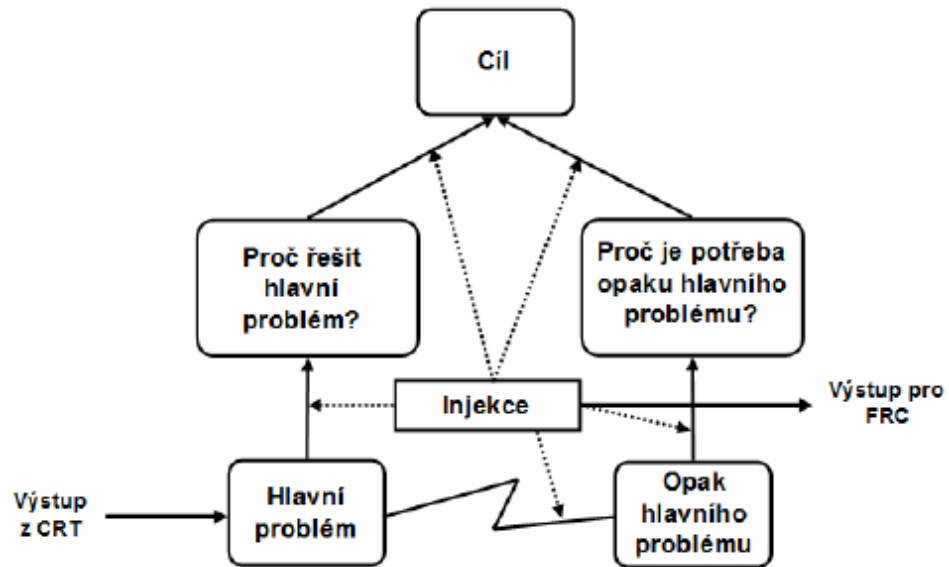 Cíl
Proč řešit
hlavní
problém?
Proč je potřeba
opaku hlavního
problému?
Injekce
Výstup pro
FRC
Výstup
z CRT
Hlavní
problém
Opak
hlavního
problému